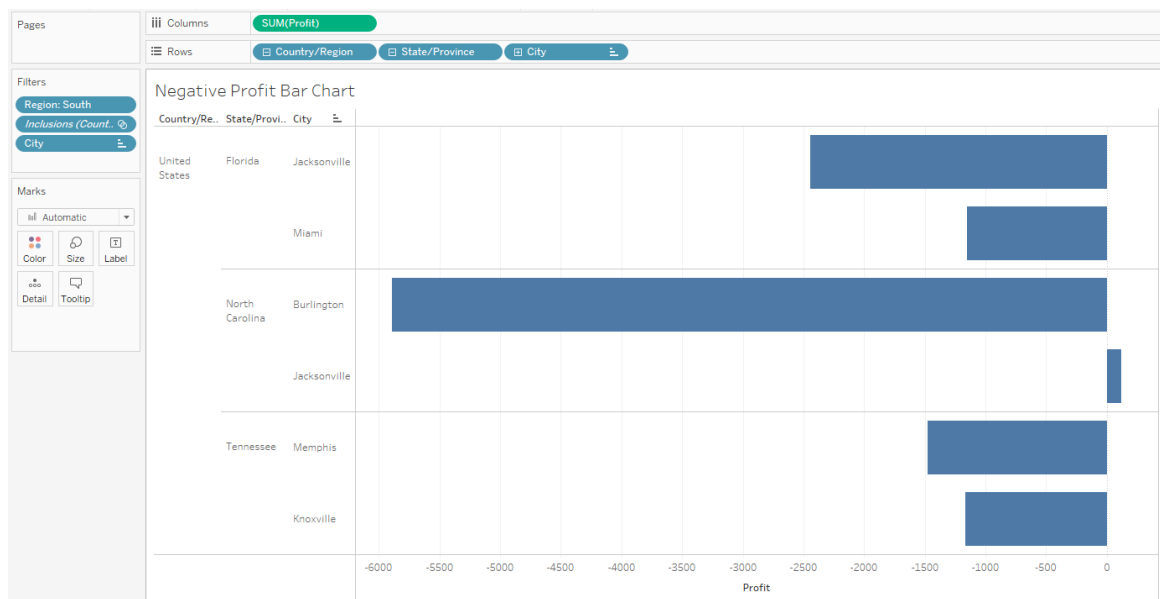 Pages
Columns
SUM(Profit)
Rows
Country/Region
State/Province
City
Filters
Region: South
Inclusions (Count..
City
Marks
Automatic
Color
Size
Label
Detail
Tooltip
Negative Profit Bar Chart
Country/Re.. State/Provi.. City
United
States
Florida
Jacksonville
Miami
North
Carolina
Burlington
Jacksonville
Tennessee
Memphis
Knoxville
-6000 -5500 -5000 -4500 -4000 -3500 -3000 -2500 -2000 -1500 -1000 -500 0
Profit